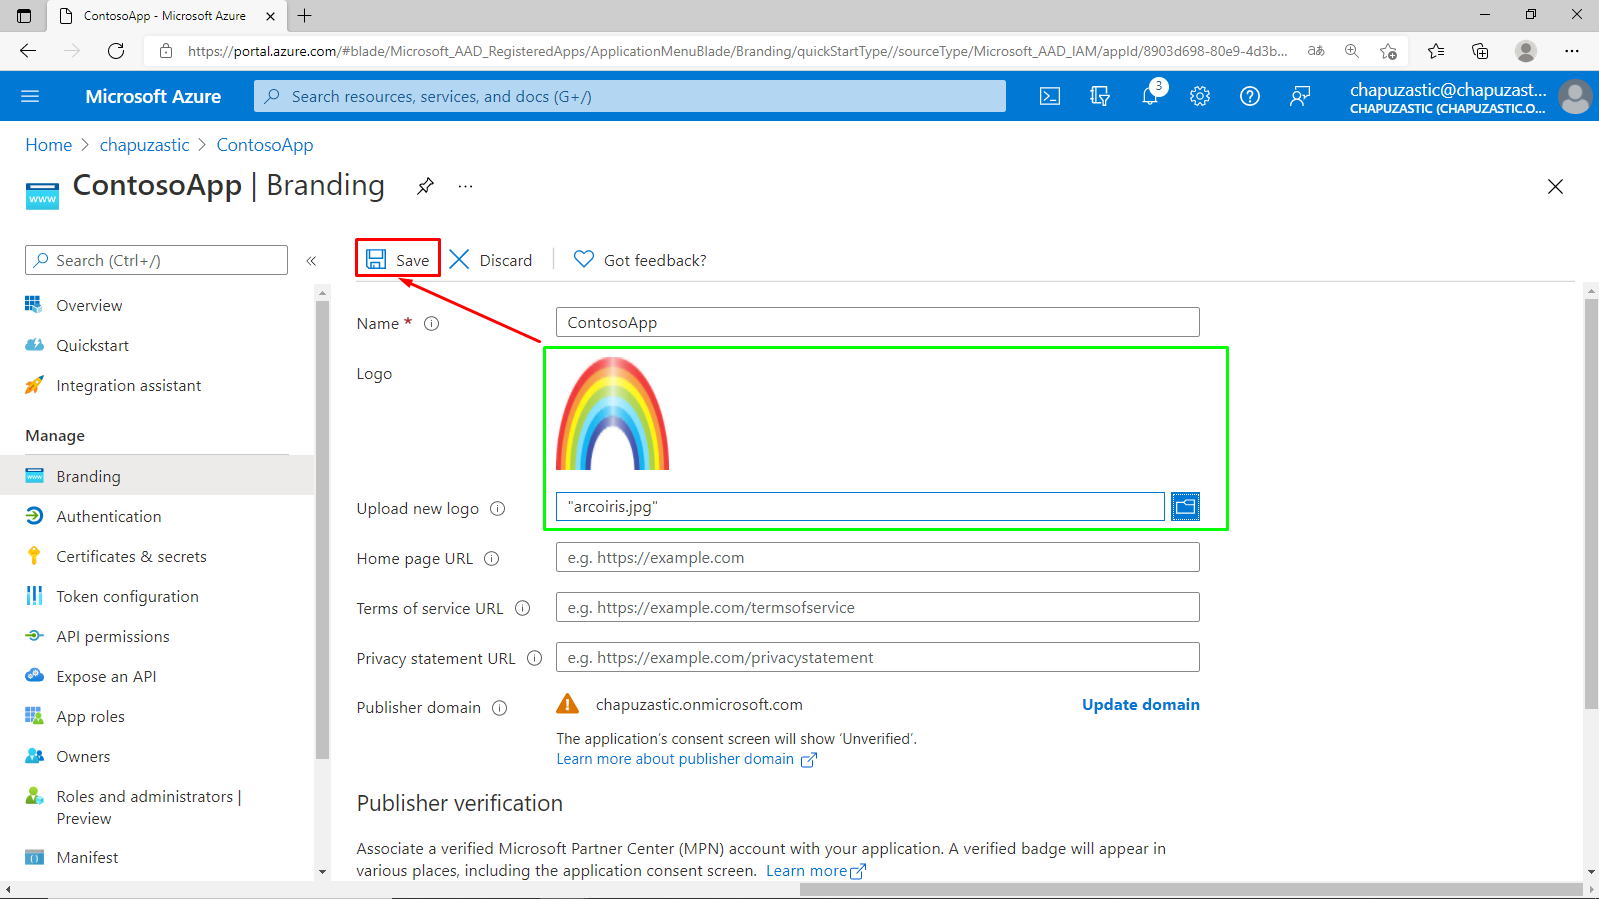 ContosoApp - Microsoft Azure
https://portal.azure.com/#blade/Microsoft_AAD_RegisteredApps/ApplicationMenuBlade/Branding/quickStartType//sourceType/Microsoft_AAD_IAM/appId/8903d698-80e9-4d3b...
aあ
Microsoft Azure
Search resources, services, and docs (G+/)
3
chapuzastic@chapuzast...
CHAPUZASTIC (CHAPUZASTIC.O...
Home > chapuzastic > ContosoApp
www
ContosoApp | Branding
...
Search (Ctrl+/)
«
Save
Discard
Got feedback?
Overview
Quickstart
Integration assistant
Manage
Branding
Authentication
Certificates & secrets
Token configuration
API permissions
Expose an API
App roles
Owners
Roles and administrators |
Preview
Manifest
Name *
ContosoApp
Logo
Upload new logo
"arcoiris.jpg"
Home page URL
e.g. https://example.com
Terms of service URL
e.g. https://example.com/termsofservice
Privacy statement URL
e.g. https://example.com/privacystatement
Publisher domain
chapuzastic.onmicrosoft.com
Update domain
The application's consent screen will show 'Unverified'.
Learn more about publisher domain
Publisher verification
Associate a verified Microsoft Partner Center (MPN) account with your application. A verified badge will appear in
various places, including the application consent screen. Learn more